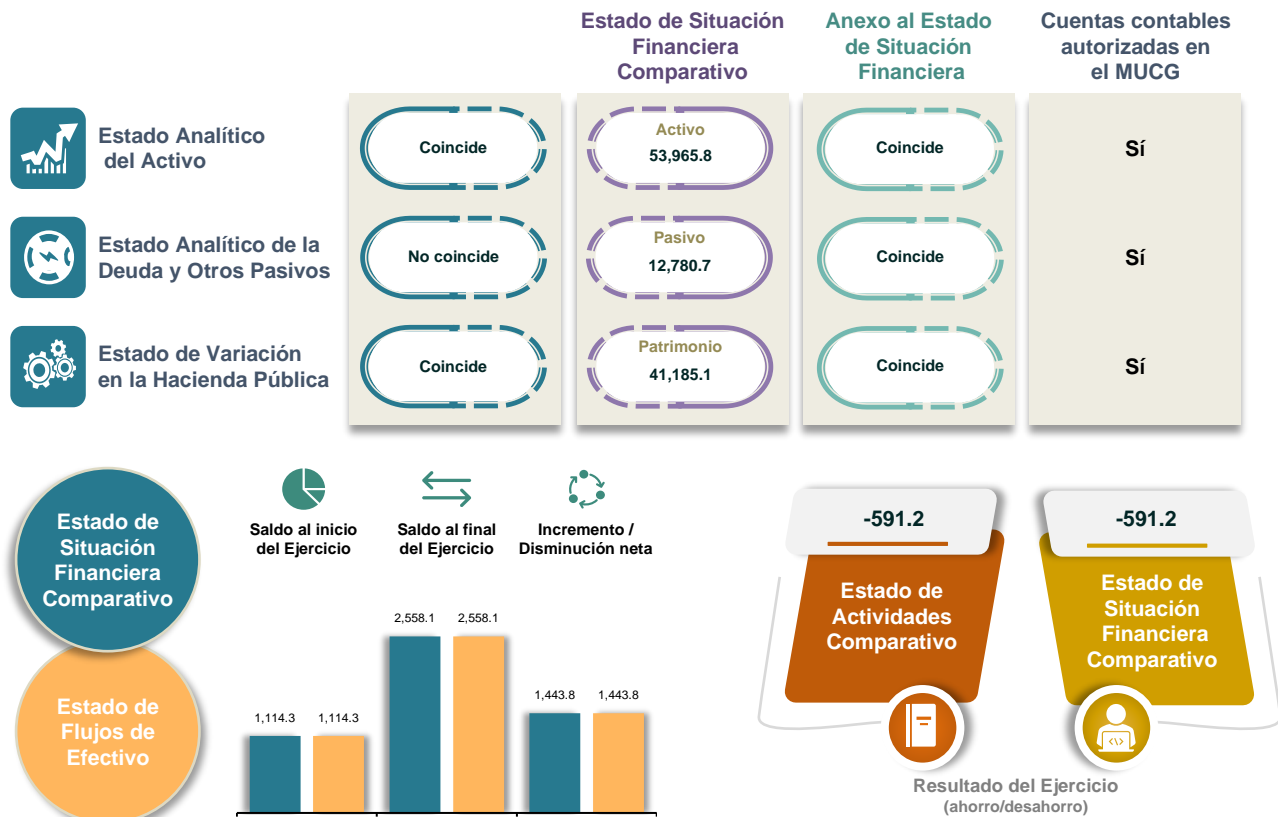 Estado de Situación
Financiera
Comparativo
Anexo al Estado
de Situación
Financiera
Cuentas contables
autorizadas en
el MUCG
Estado Analítico
del Activo
Coincide
Activo
53,965.8
Coincide
Sí
Estado Analítico de la
Deuda y Otros Pasivos
No coincide
Pasivo
12,780.7
Coincide
Sí
Estado de Variación
en la Hacienda Pública
Coincide
Patrimonio
41,185.1
Coincide
Sí
Estado de
Situación
Financiera
Comparativo
Estado de
Flujos de
Efectivo
Saldo al inicio
del Ejercicio
Saldo al final
del Ejercicio
Incremento /
Disminución neta
1,114.3
1,114.3
2,558.1
2,558.1
1,443.8
1,443.8
-591.2
Estado de
Actividades
Comparativo
-591.2
Estado de
Situación
Financiera
Comparativo
Resultado del Ejercicio
(ahorro/desahorro)